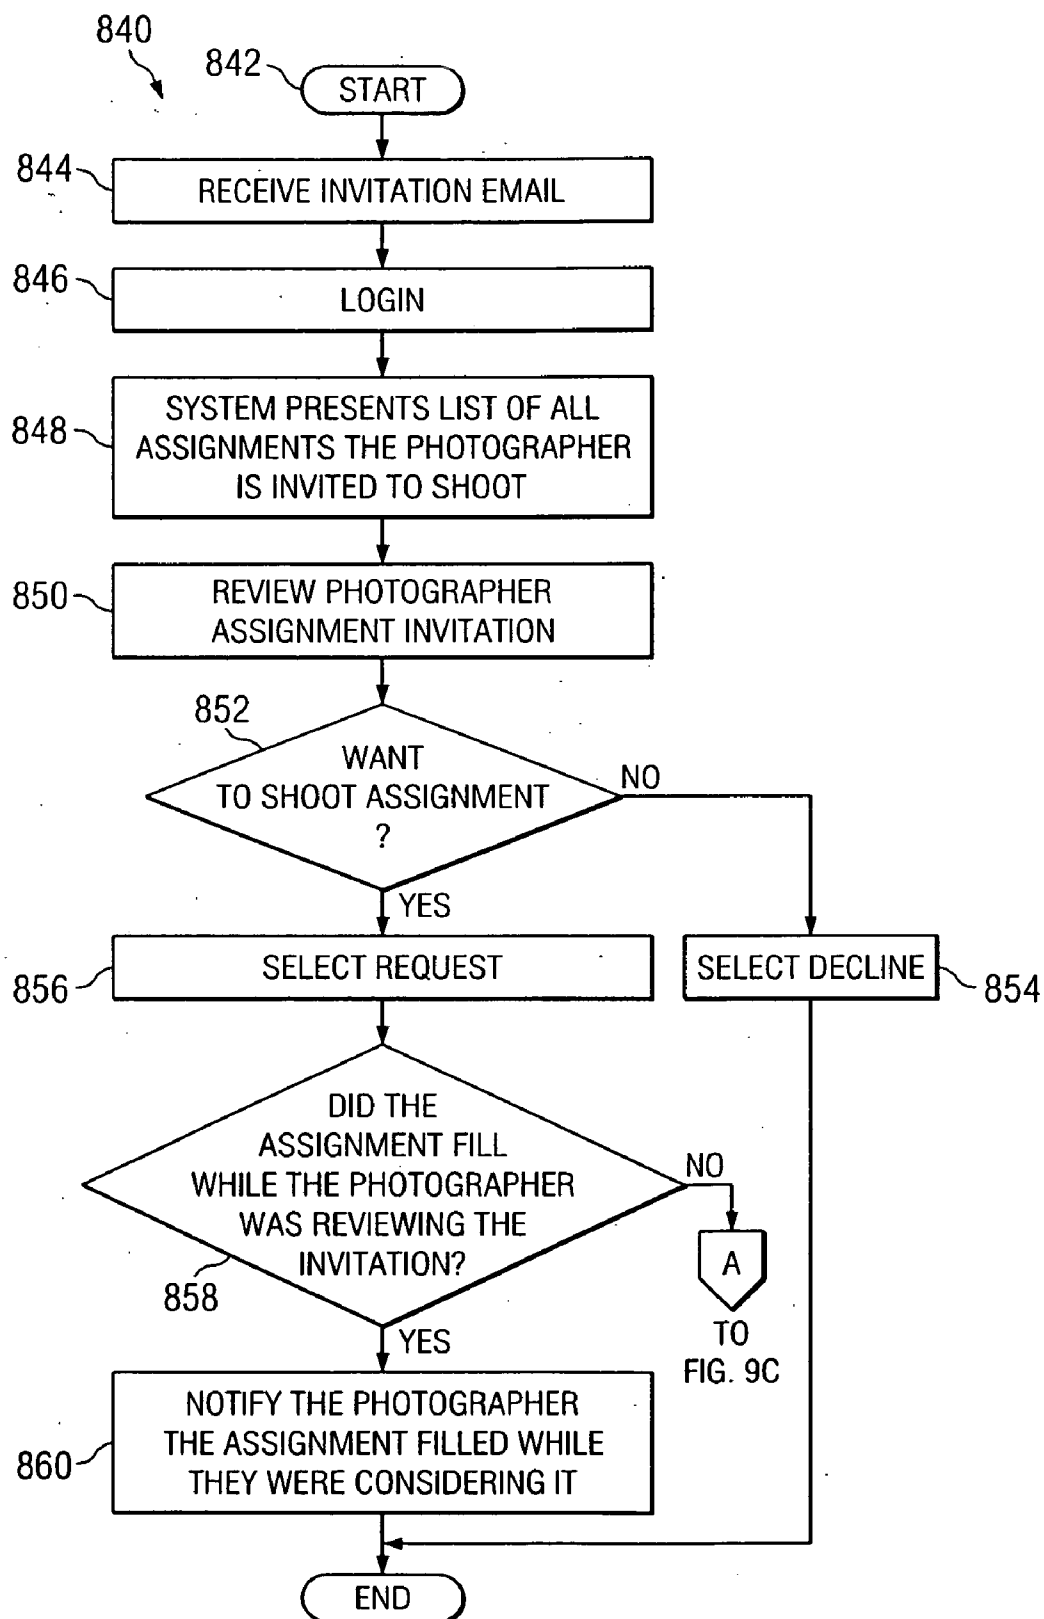 840
842
START
844
RECEIVE INVITATION EMAIL
846
LOGIN
848
SYSTEM PRESENTS LIST OF ALL
ASSIGNMENTS THE PHOTOGRAPHER
IS INVITED TO SHOOT
850
REVIEW PHOTOGRAPHER
ASSIGNMENT INVITATION
852
WANT
TO SHOOT ASSIGNMENT
?
NO
YES
856
SELECT REQUEST
SELECT DECLINE
854
DID THE
ASSIGNMENT FILL
WHILE THE PHOTOGRAPHER
WAS REVIEWING THE
INVITATION?
NO
858
A
TO
FIG. 9C
YES
860
NOTIFY THE PHOTOGRAPHER
THE ASSIGNMENT FILLED WHILE
THEY WERE CONSIDERING IT
END